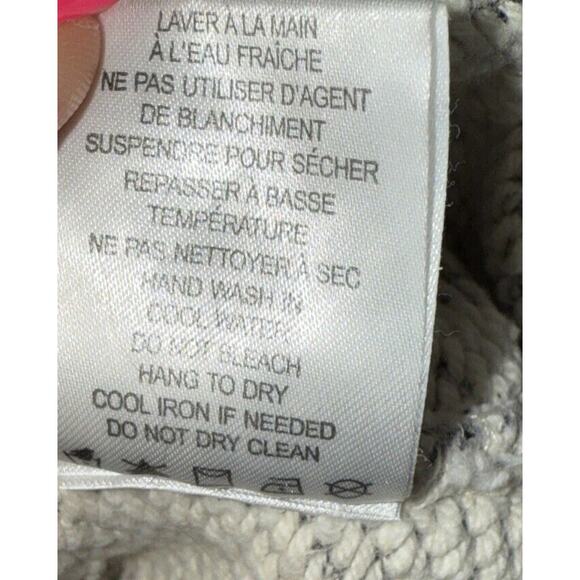 LAVER À LA MAIN
À L'EAU FRAÎCHE
NE PAS UTILISER D'AGENT
DE BLANCHIMENT
SUSPENDRE POUR SÉCHER
REPASSER À BASSE
TEMPÉRATURE
NE PAS NETTOYER À SEC
HAND WASH IN
COOL WATER
DO NOT BLEACH
HANG TO DRY
COOL IRON IF NEEDED
DO NOT DRY CLEAN